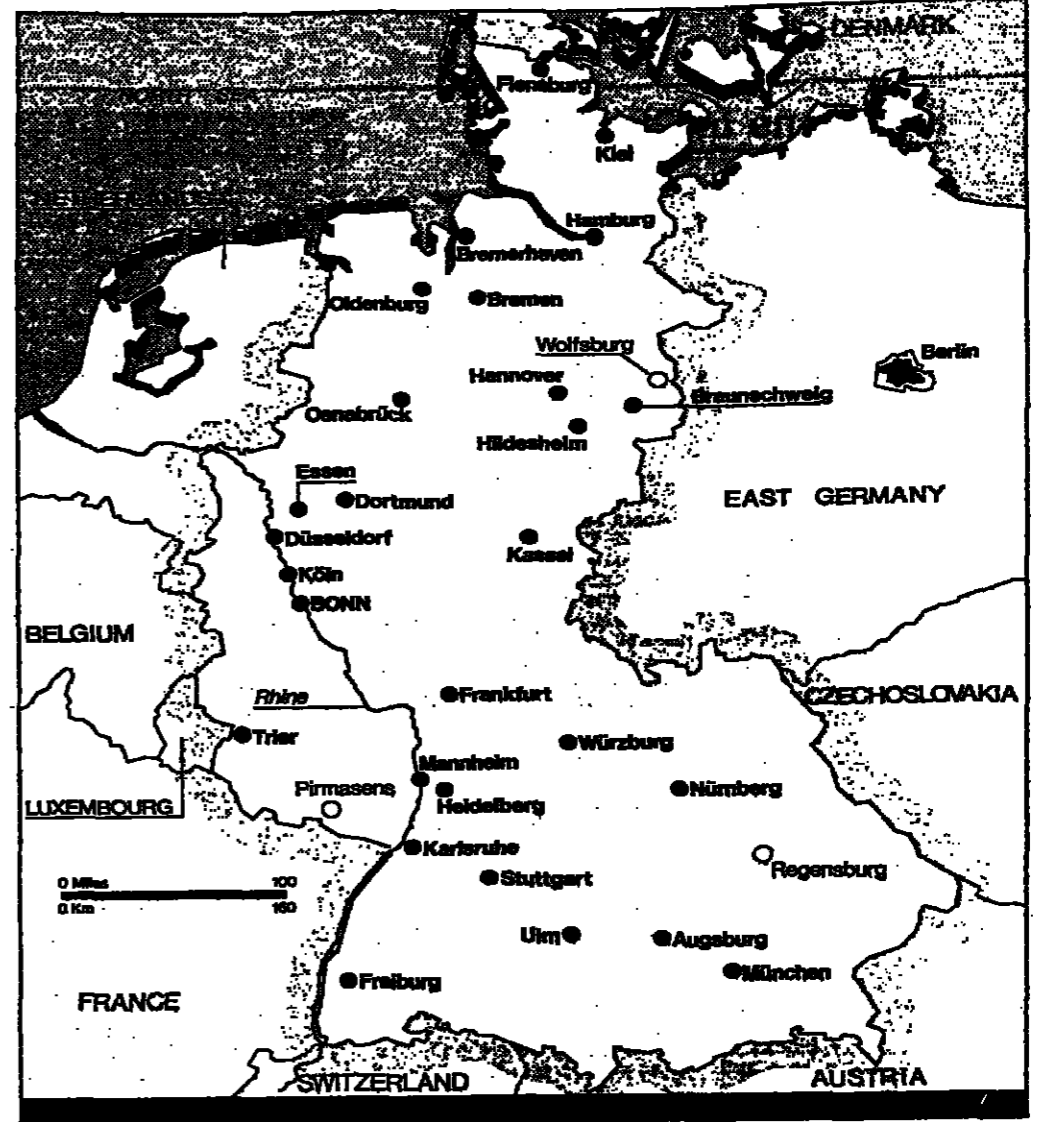 DENMARK
Flensburg
Kiel
NETHERLANDS
Hamburg
Bremerhaven
Oldenburg
Bremen
Wolfsburg
Berlin
Hannover
Braunschweig
Osnabrück
Hildesheim
Essen
Dortmund
EAST GERMANY
Düsseldorf
Kassel
Köln
BONN
BELGIUM
Rhine
Frankfurt
CZECHOSLOVAKIA
Trier
Würzburg
Mannheim
Pirmasens
Heidelberg
Nürnberg
LUXEMBOURG
Karlsruhe
Regensburg
Stuttgart
0 Miles 100
0 Km 160
Ulm
Augsburg
München
Freiburg
FRANCE
SWITZERLAND
AUSTRIA